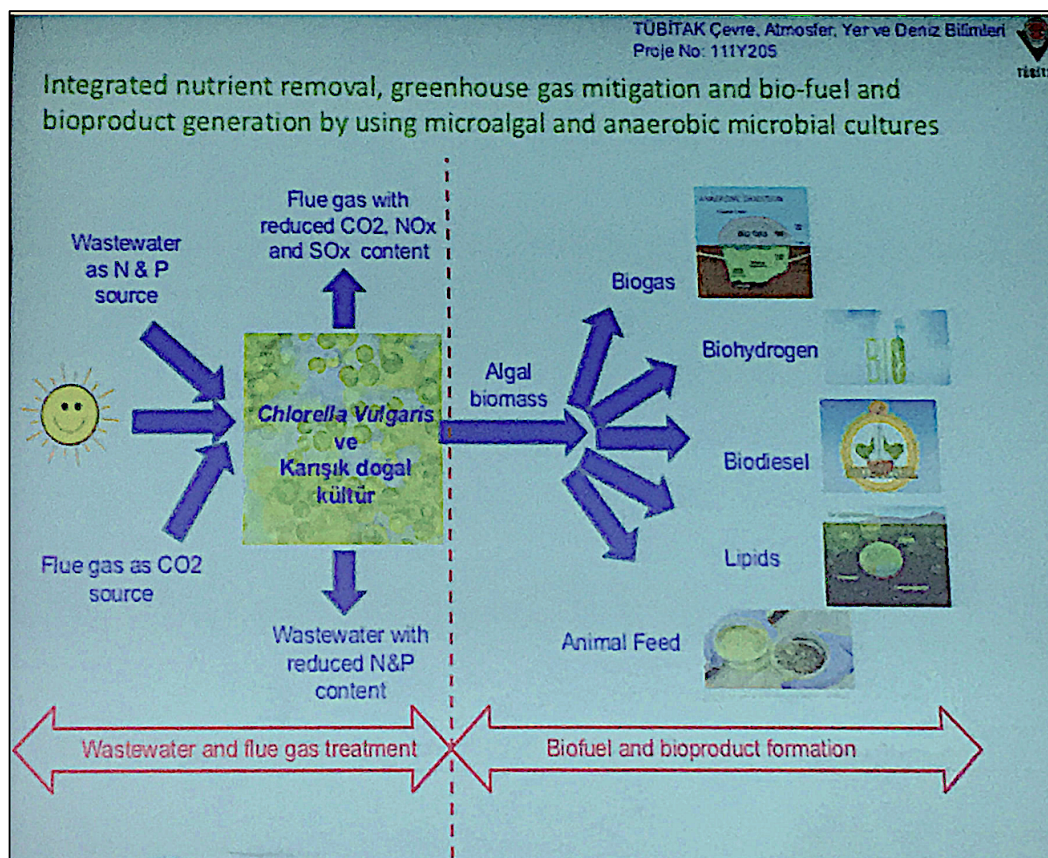 TÜBİTAK Çevre, Atmosfer, Yer ve Deniz Bilimleri
Proje No: 111Y205
Integrated nutrient removal, greenhouse gas mitigation and bio-fuel and
bioproduct generation by using microalgal and anaerobic microbial cultures
Flue gas with
reduced CO2, NOx
and SOx content
Wastewater
as N & P
source
Chlorella Vulgaris
ve
Karışık doğal
kültür
Flue gas as CO2
source
Wastewater with
reduced N&P
content
Algal
biomass
Biogas
BIOGAS
Biohydrogen
Biodiesel
Lipids
Animal Feed
Wastewater and flue gas treatment
Biofuel and bioproduct formation